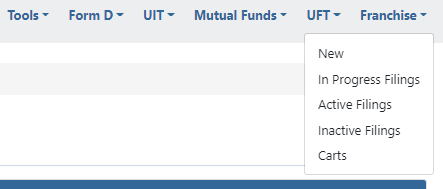 Tools Form D UIT Mutual Funds UFT Franchise
New
In Progress Filings
Active Filings
Inactive Filings
Carts